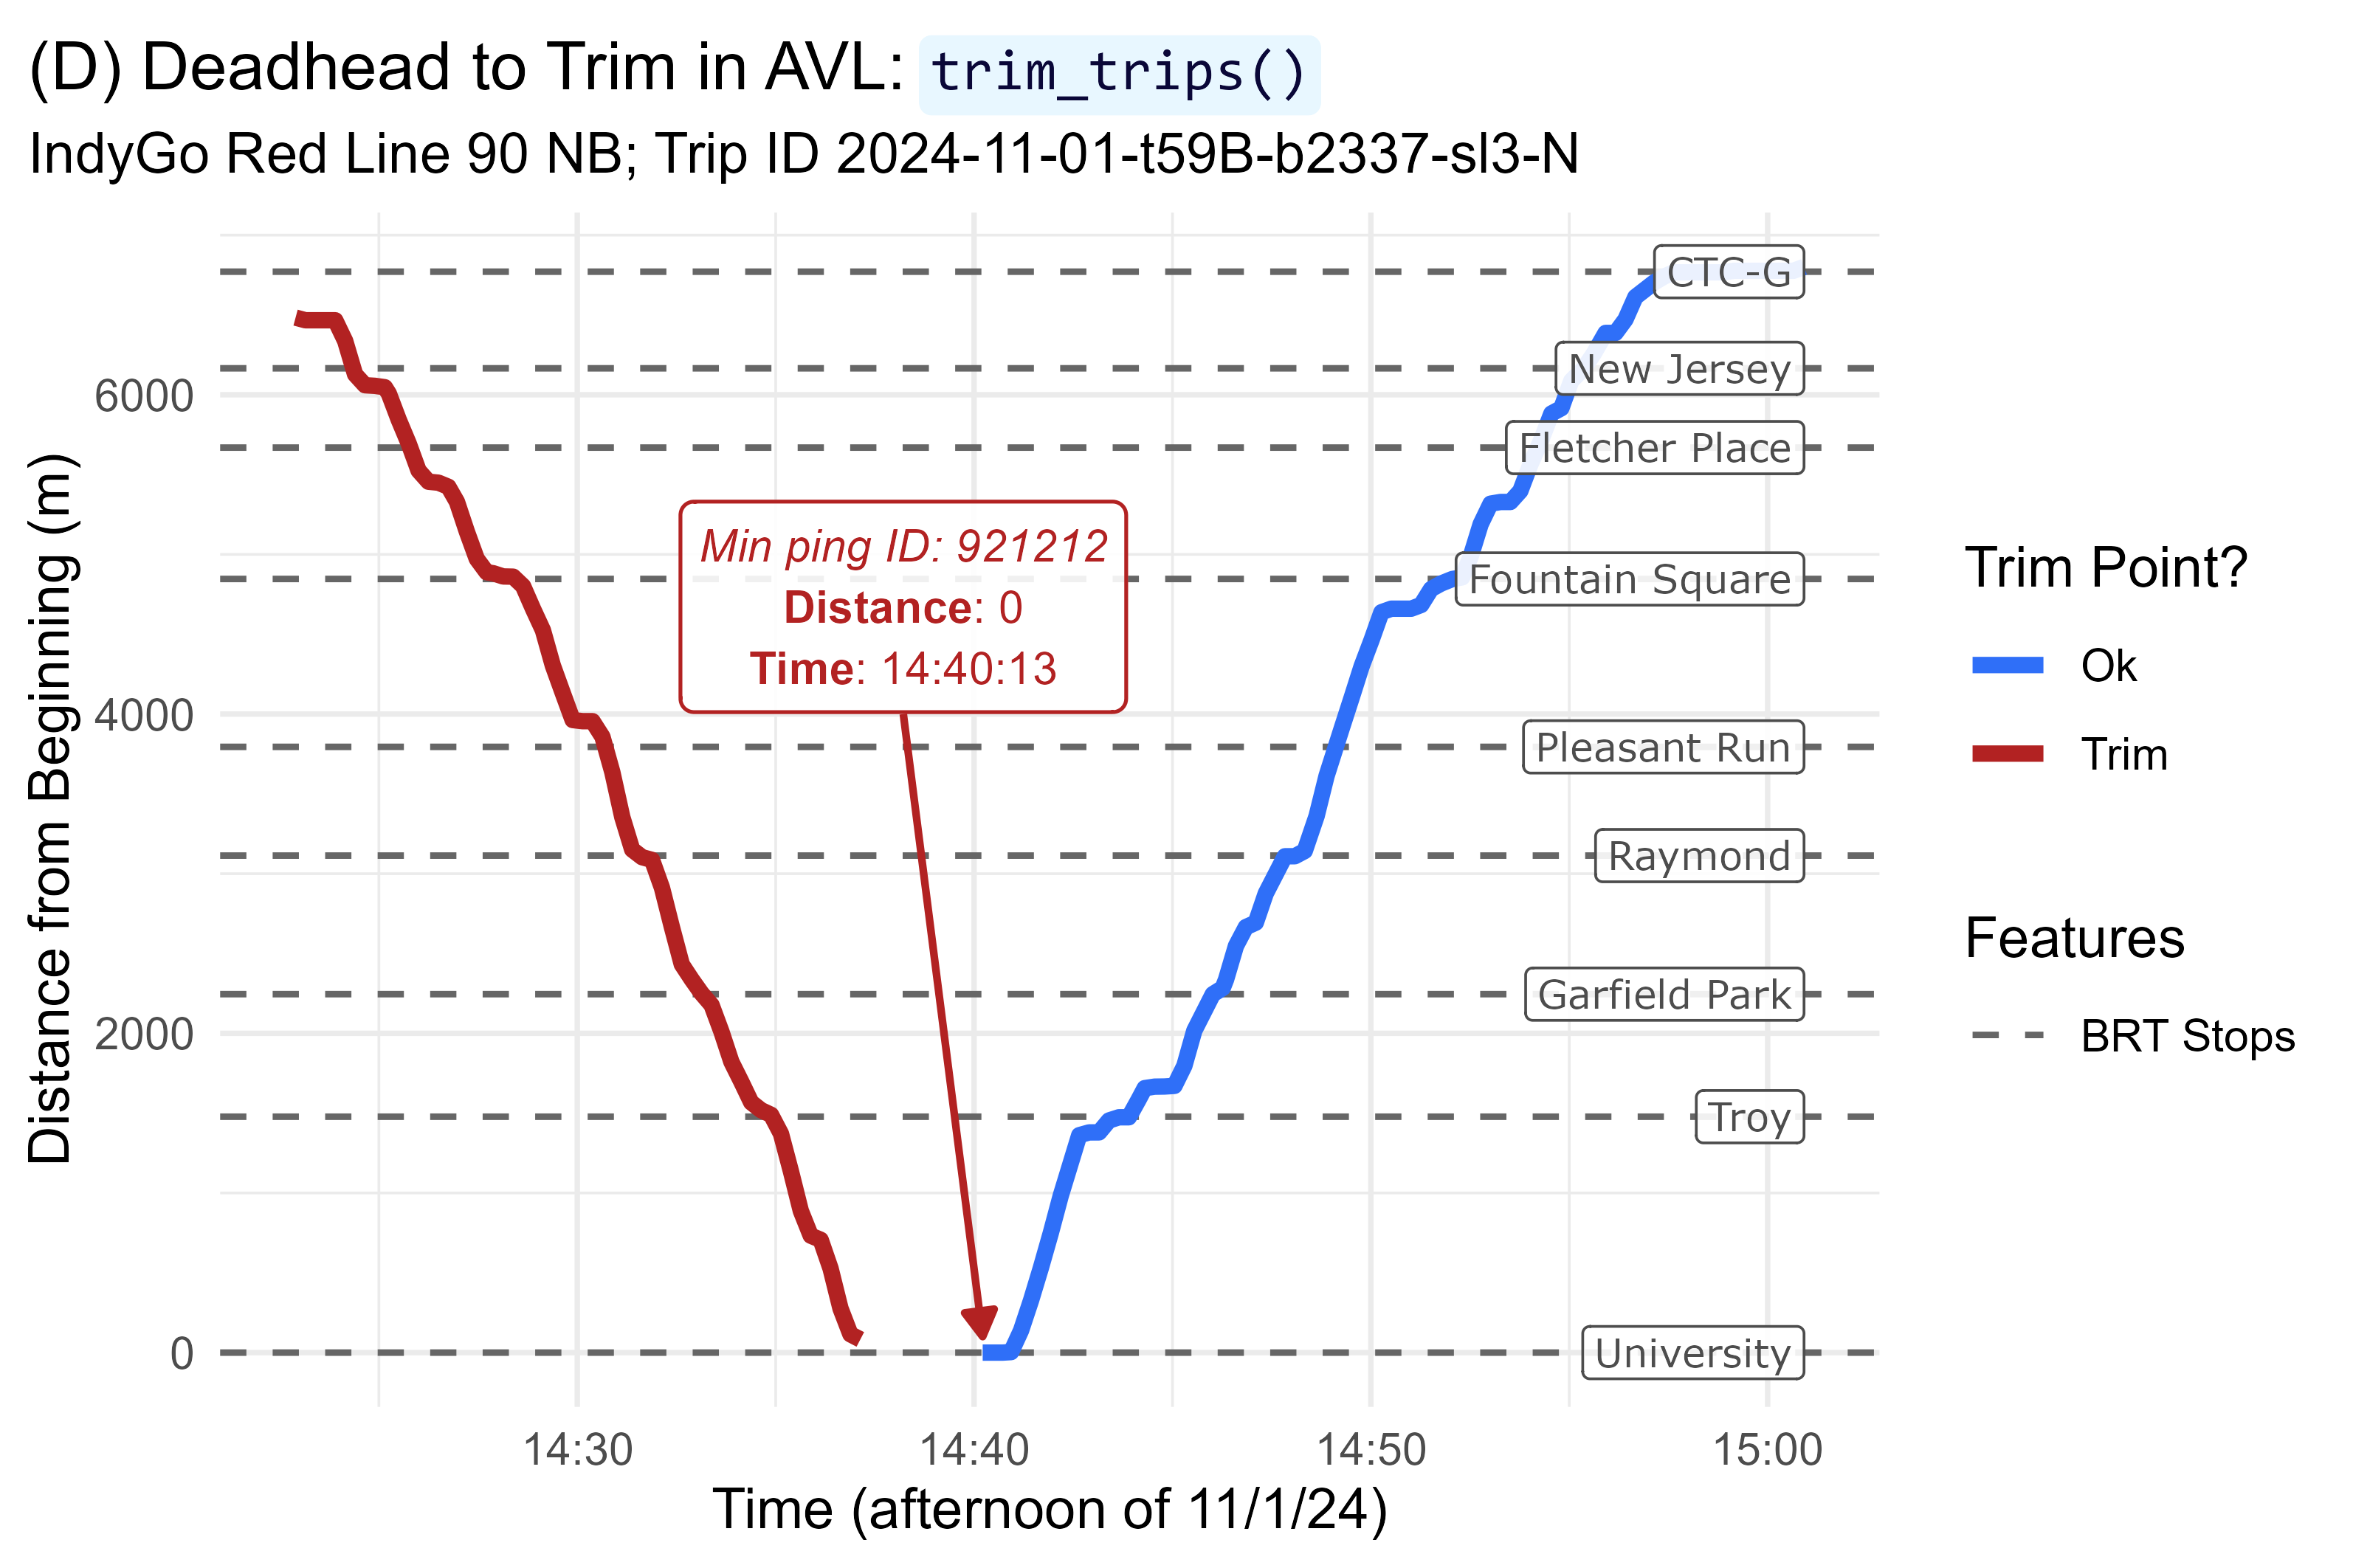 (D) Deadhead to Trim in AVL: trim_trips()
IndyGo Red Line 90 NB; Trip ID 2024-11-01-t59B-b2337-sl3-N
Distance from Beginning (m)
6000
4000
2000
0
CTC-G
New Jersey
Fletcher Place
Fountain Square
Pleasant Run
Raymond
Garfield Park
Troy
University
Min ping ID: 921212
Distance: 0
Time: 14:40:13
14:30
14:40
14:50
15:00
Time (afternoon of 11/1/24)
Trim Point?
Ok
Trim
Features
BRT Stops